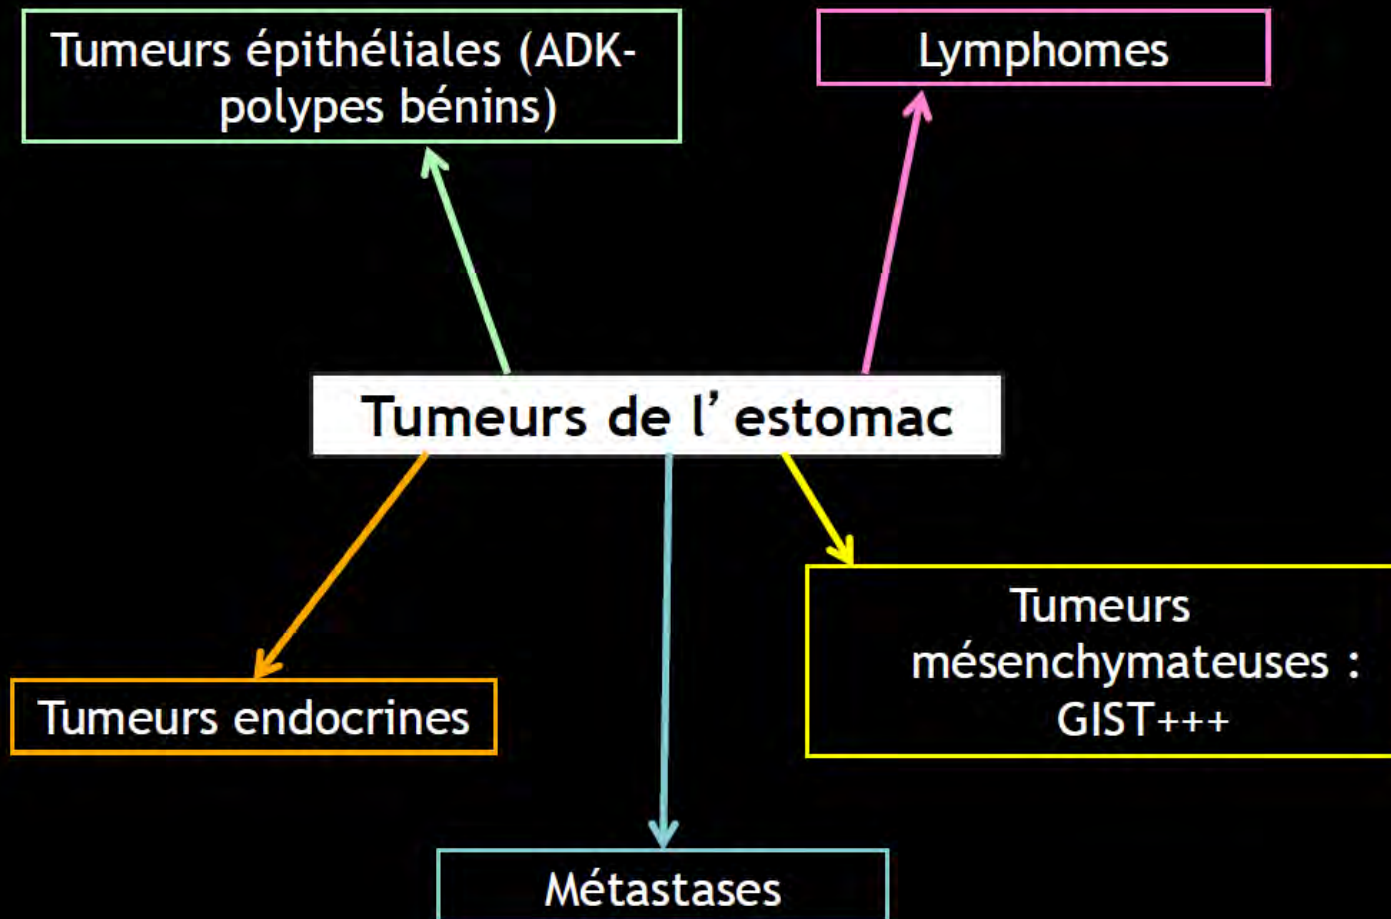 Tumeurs épithéliales (ADK-
polypes bénins)
Lymphomes
Tumeurs de l’estomac
Tumeurs endocrines
Tumeurs
mésenchymateuses :
GIST+++
Métastases